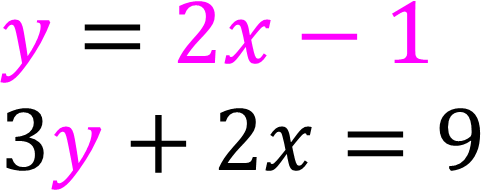 y = 2x − 1
3y + 2x = 9